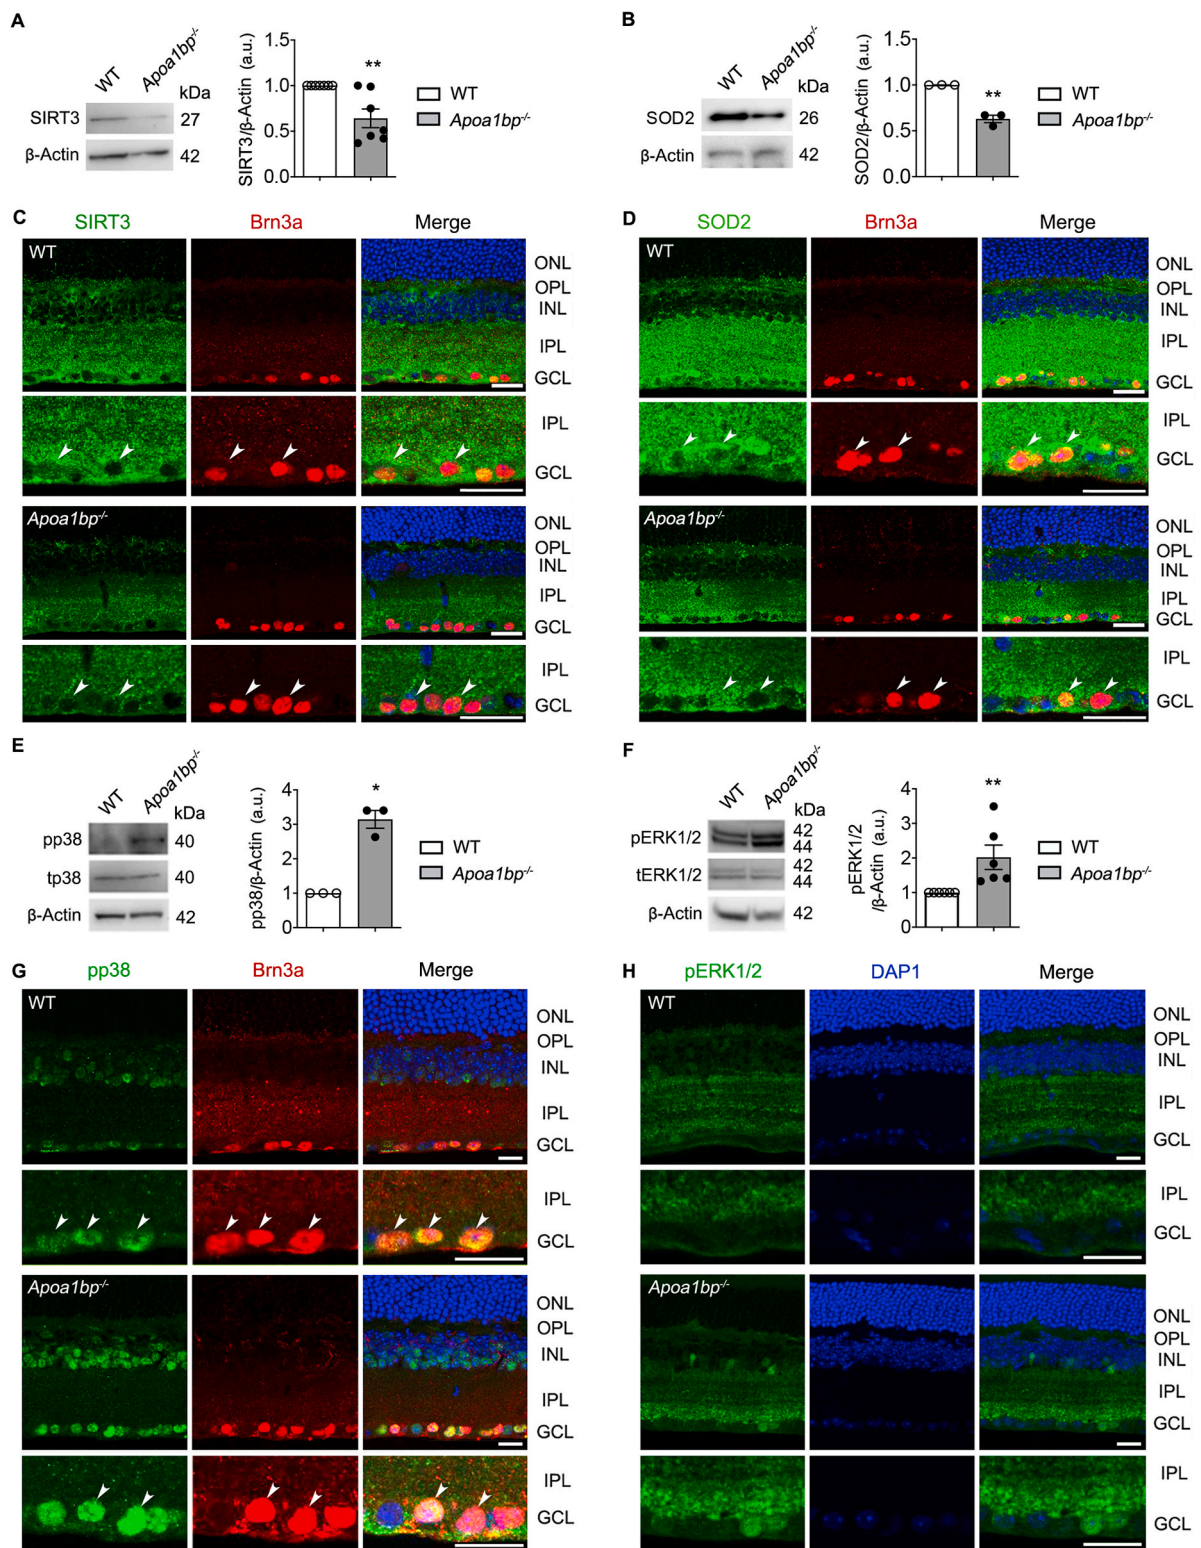 A
WT
Apoa1bp-/-
kDa
SIRT3
27
β-Actin
42
SIRT3/β-Actin (a.u.)
1.5
1.0
0.5
0.0
**
WT
Apoa1bp-/-
B
WT
Apoa1bp-/-
kDa
SOD2
26
β-Actin
42
SOD2/β-Actin (a.u.)
1.5
1.0
0.5
0.0
**
WT
Apoa1bp-/-
C
SIRT3 Brn3a Merge
WT
ONL
OPL
INL
IPL
GCL
IPL
GCL
Apoa1bp-/-
ONL
OPL
INL
IPL
GCL
IPL
GCL
D
SOD2 Brn3a Merge
WT
ONL
OPL
INL
IPL
GCL
IPL
GCL
Apoa1bp-/-
ONL
OPL
INL
IPL
GCL
IPL
GCL
E
WT
Apoa1bp-/-
kDa
pp38
40
tp38
40
β-Actin
42
pp38/β-Actin (a.u.)
4
3
2
1
0
*
WT
Apoa1bp-/-
F
WT
Apoa1bp-/-
kDa
pERK1/2
42
44
tERK1/2
42
44
β-Actin
42
pERK1/2
/β-Actin (a.u.)
4
3
2
1
0
**
WT
Apoa1bp-/-
G
pp38 Brn3a Merge
WT
ONL
OPL
INL
IPL
GCL
IPL
GCL
Apoa1bp-/-
ONL
OPL
INL
IPL
GCL
IPL
GCL
H
pERK1/2 DAP1 Merge
WT
ONL
OPL
INL
IPL
GCL
IPL
GCL
Apoa1bp-/-
ONL
OPL
INL
IPL
GCL
IPL
GCL